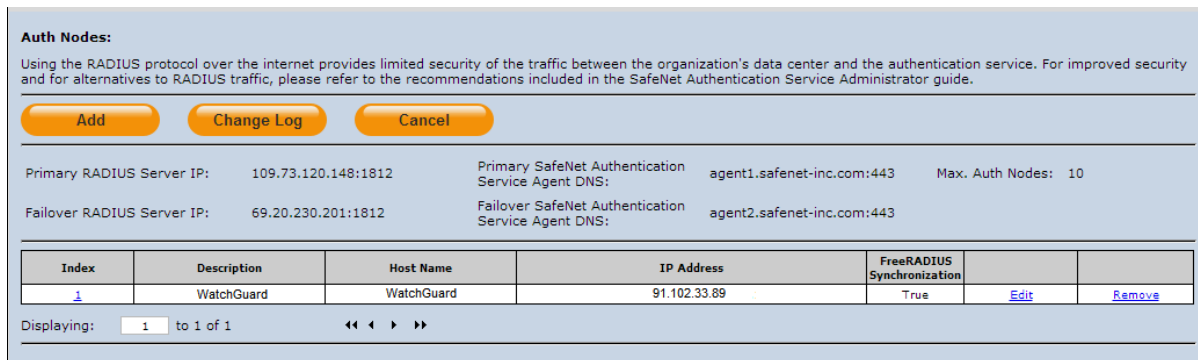 Auth Nodes:
Using the RADIUS protocol over the internet provides limited security of the traffic between the organization's data center and the authentication service. For improved security
and for alternatives to RADIUS traffic, please refer to the recommendations included in the SafeNet Authentication Service Administrator guide.
Add Change Log Cancel
Primary RADIUS Server IP: 109.73.120.148:1812 Primary SafeNet Authentication
Service Agent DNS: agent1.safenet-inc.com:443 Max. Auth Nodes: 10
Failover RADIUS Server IP: 69.20.230.201:1812 Failover SafeNet Authentication
Service Agent DNS: agent2.safenet-inc.com:443
Index Description Host Name IP Address FreeRADIUS
Synchronization
1 WatchGuard WatchGuard 91.102.33.89 True Edit Remove
Displaying: 1 to 1 of 1